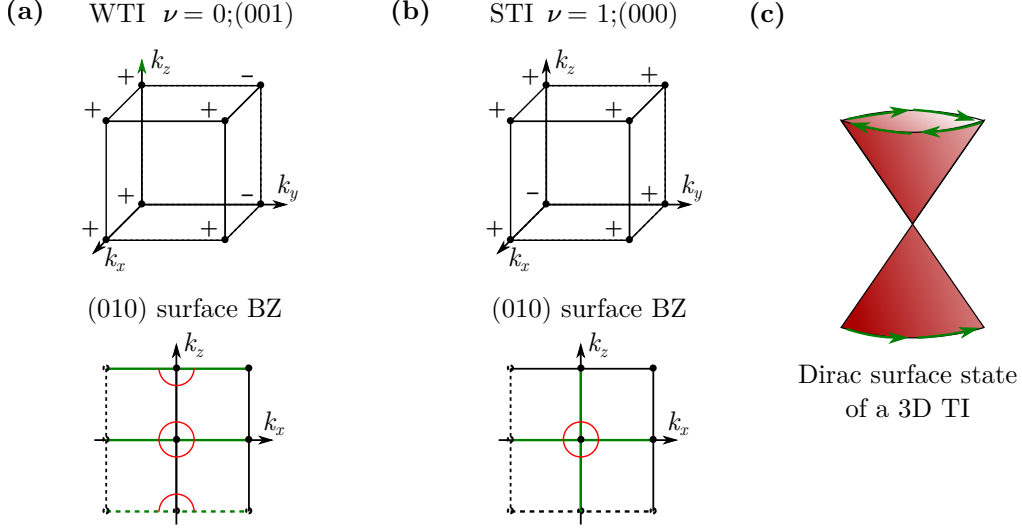 (a) WTI ν = 0;(001)
(b) STI ν = 1;(000)
(c)
k_z
+ -
+ +
+ - k_y
+ +
k_x
k_z
+ +
+ +
- + k_y
+ +
k_x
(010) surface BZ
k_z
k_x
(010) surface BZ
k_z
k_x
Dirac surface state
of a 3D TI